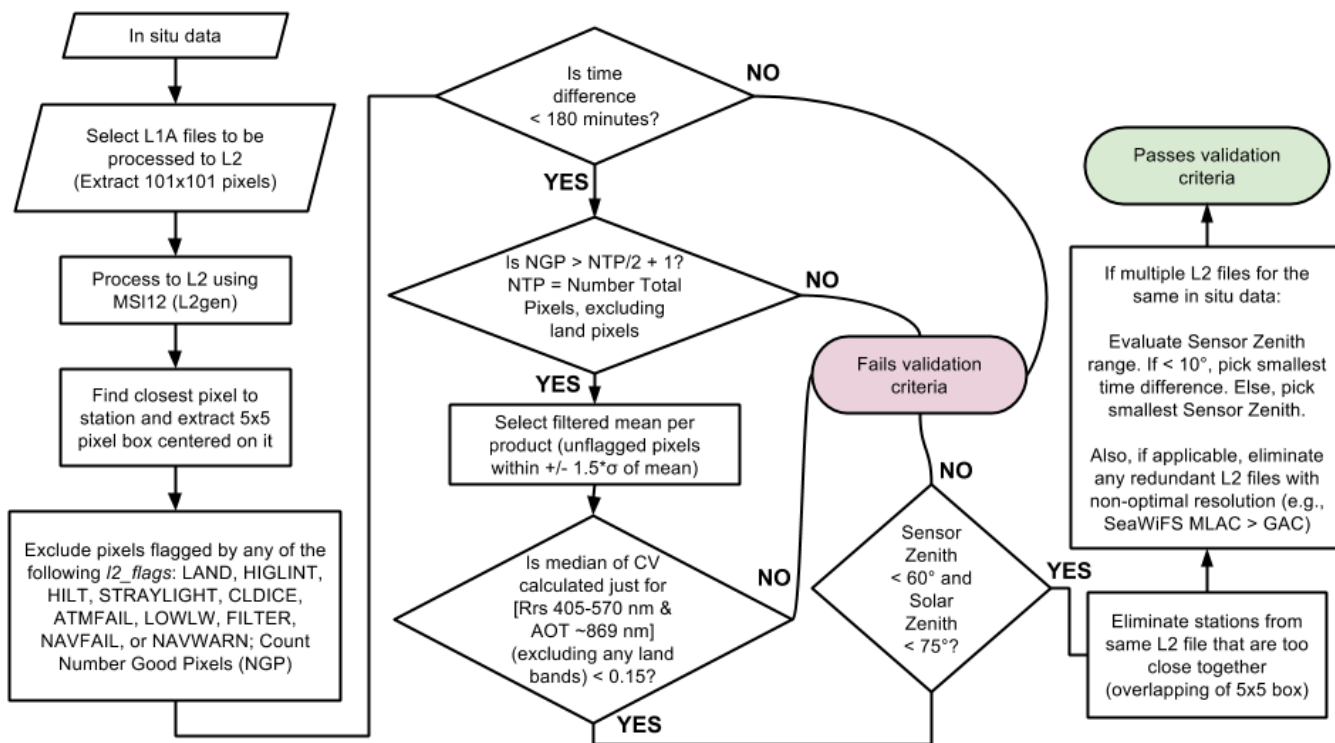 In situ data
Select L1A files to be
processed to L2
(Extract 101x101 pixels)
Process to L2 using
MSl12 (L2gen)
Find closest pixel to
station and extract 5x5
pixel box centered on it
Exclude pixels flagged by any of the
following l2_flags: LAND, HIGLINT,
HILT, STRAYLIGHT, CLDICE,
ATMFAIL, LOWLW, FILTER,
NAVFAIL, or NAVWARN; Count
Number Good Pixels (NGP)
Is time
difference
< 180 minutes?
NO
YES
Is NGP > NTP/2 + 1?
NTP = Number Total
Pixels, excluding
land pixels
NO
YES
Select filtered mean per
product (unflagged pixels
within +/- 1.5*σ of mean)
Is median of CV
calculated just for
[Rrs 405-570 nm &
AOT ~869 nm]
(excluding any land
bands) < 0.15?
NO
YES
Fails validation
criteria
NO
Sensor
Zenith
< 60° and
Solar
Zenith
< 75°?
YES
Eliminate stations from
same L2 file that are too
close together
(overlapping of 5x5 box)
If multiple L2 files for the
same in situ data:
Evaluate Sensor Zenith
range. If < 10°, pick smallest
time difference. Else, pick
smallest Sensor Zenith.
Also, if applicable, eliminate
any redundant L2 files with
non-optimal resolution (e.g.,
SeaWiFS MLAC > GAC)
Passes validation
criteria